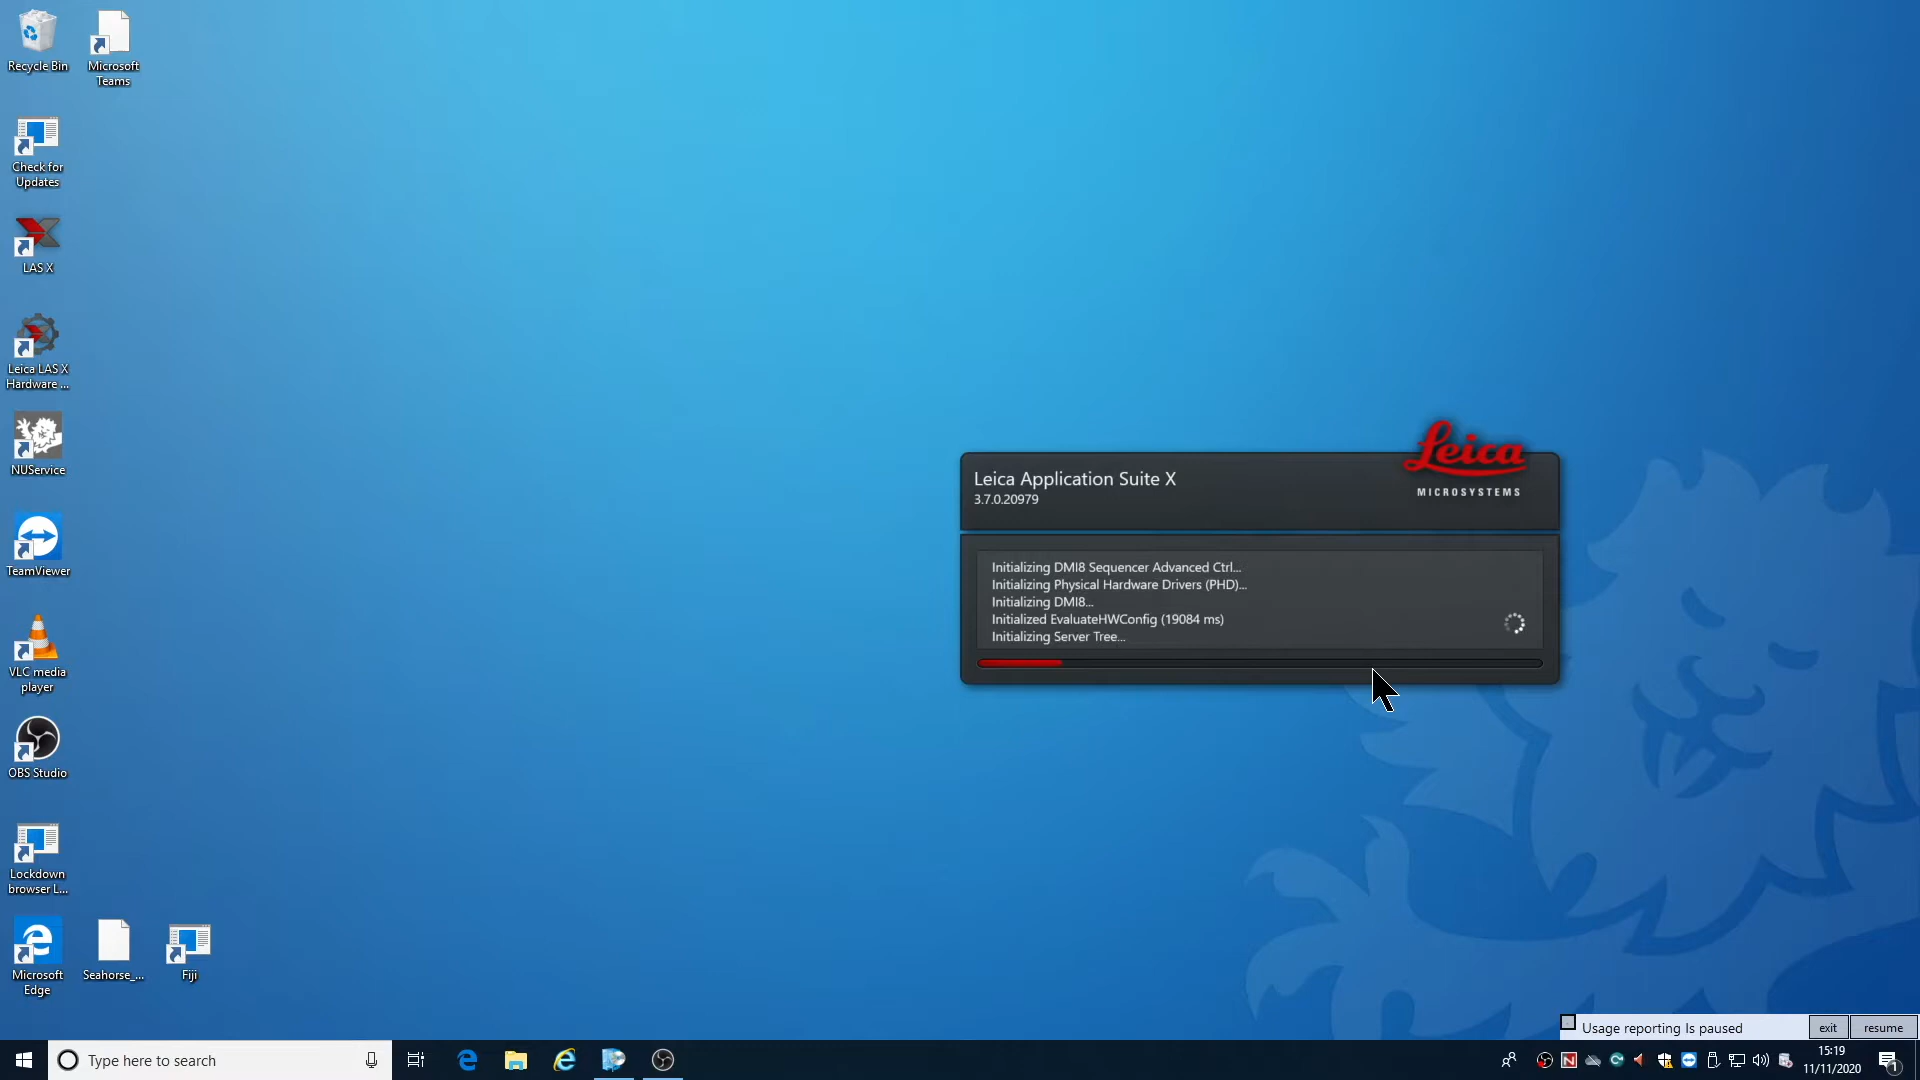 Recycle Bin
Microsoft
Teams
Check for
Updates
LAS X
Leica LAS X
Hardware ...
NUService
TeamViewer
VLC media
player
OBS Studio
Lockdown
browser L...
Microsoft
Edge
Seahorse_...
Fiji
Leica
MICROSYSTEMS
Leica Application Suite X
3.7.0.20979
Initializing DMI8 Sequencer Advanced Ctrl...
Initializing Physical Hardware Drivers (PHD)...
Initializing DMI8...
Initialized EvaluateHWConfig (19084 ms)
Initializing Server Tree...
Usage reporting Is paused
exit
resume
Type here to search
15:19
11/11/2020
1